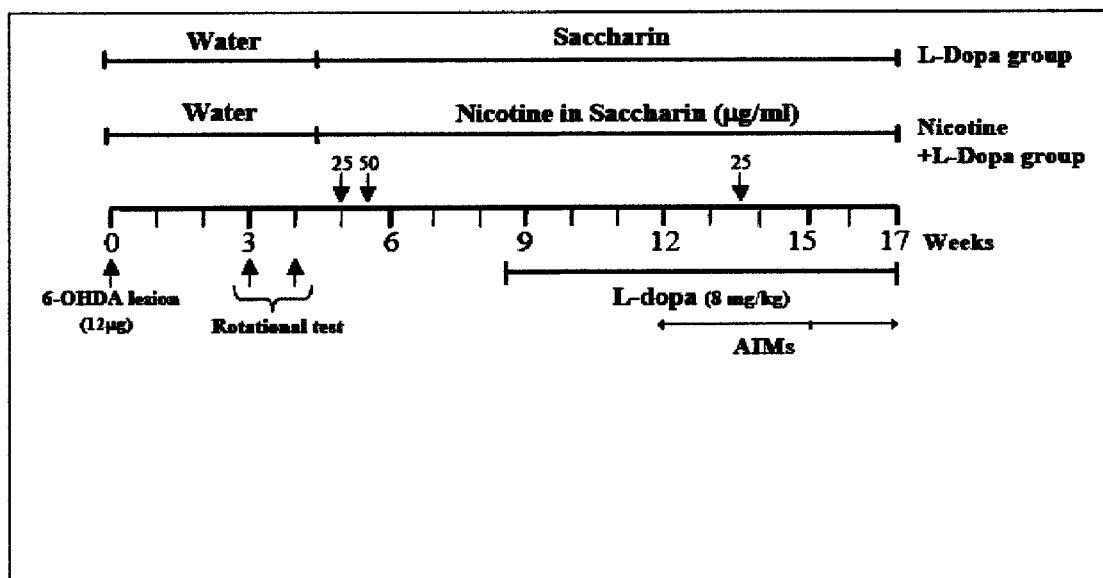 Water Saccharin L-Dopa group
Water Nicotine in Saccharin (µg/ml) Nicotine
+L-Dopa group
25 50 25
0 3 6 9 12 15 17 Weeks
6-OHDA lesion
(12µg)
Rotational test
L-dopa (8 mg/kg)
AIMs